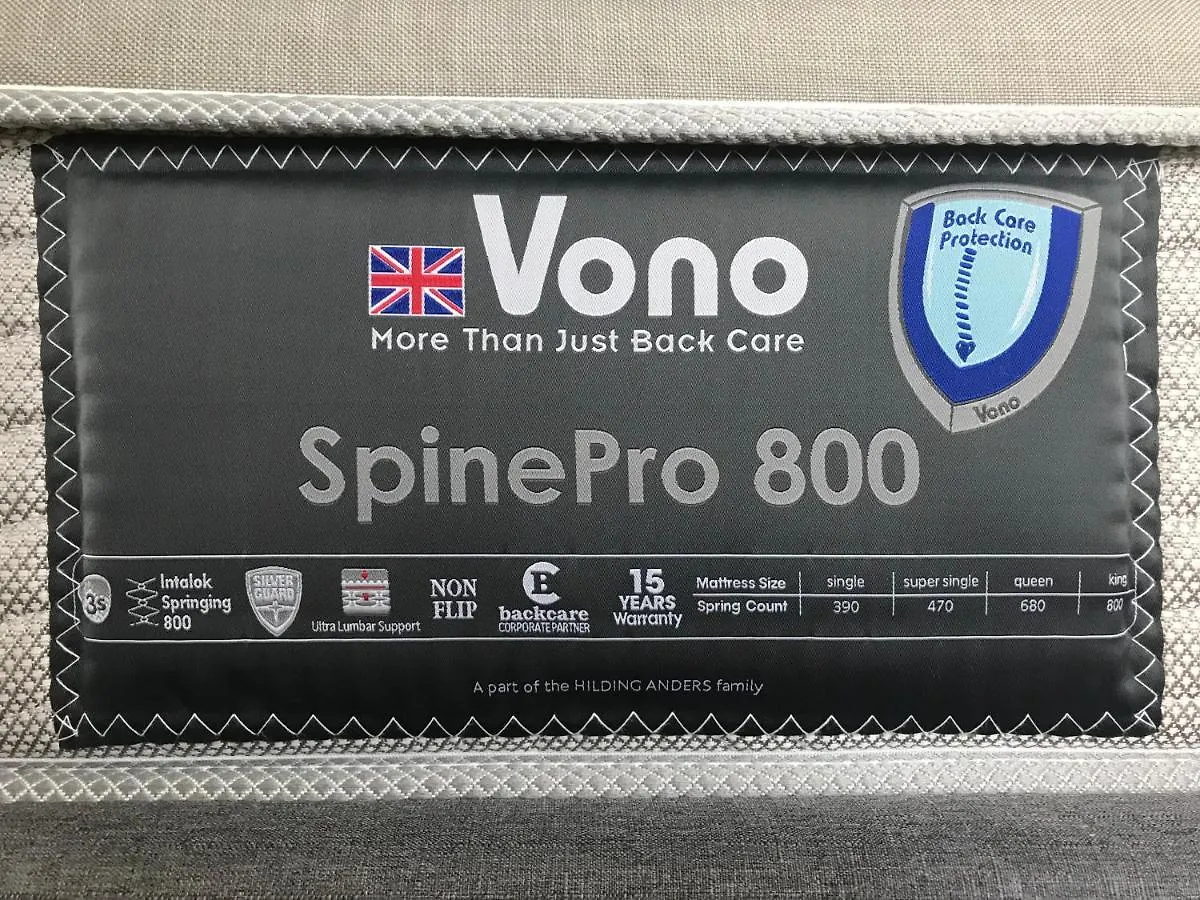 Vono
More Than Just Back Care
Back Care
Protection
Vono
SpinePro 800
3s
Intalok
Springing
800
SILVER
GUARD
Ultra Lumbar Support
NON
FLIP
B
backcare
CORPORATE PARTNER
15
YEARS
Warranty
Mattress Size single super single queen king
Spring Count 390 470 680 800
A part of the HILDING ANDERS family